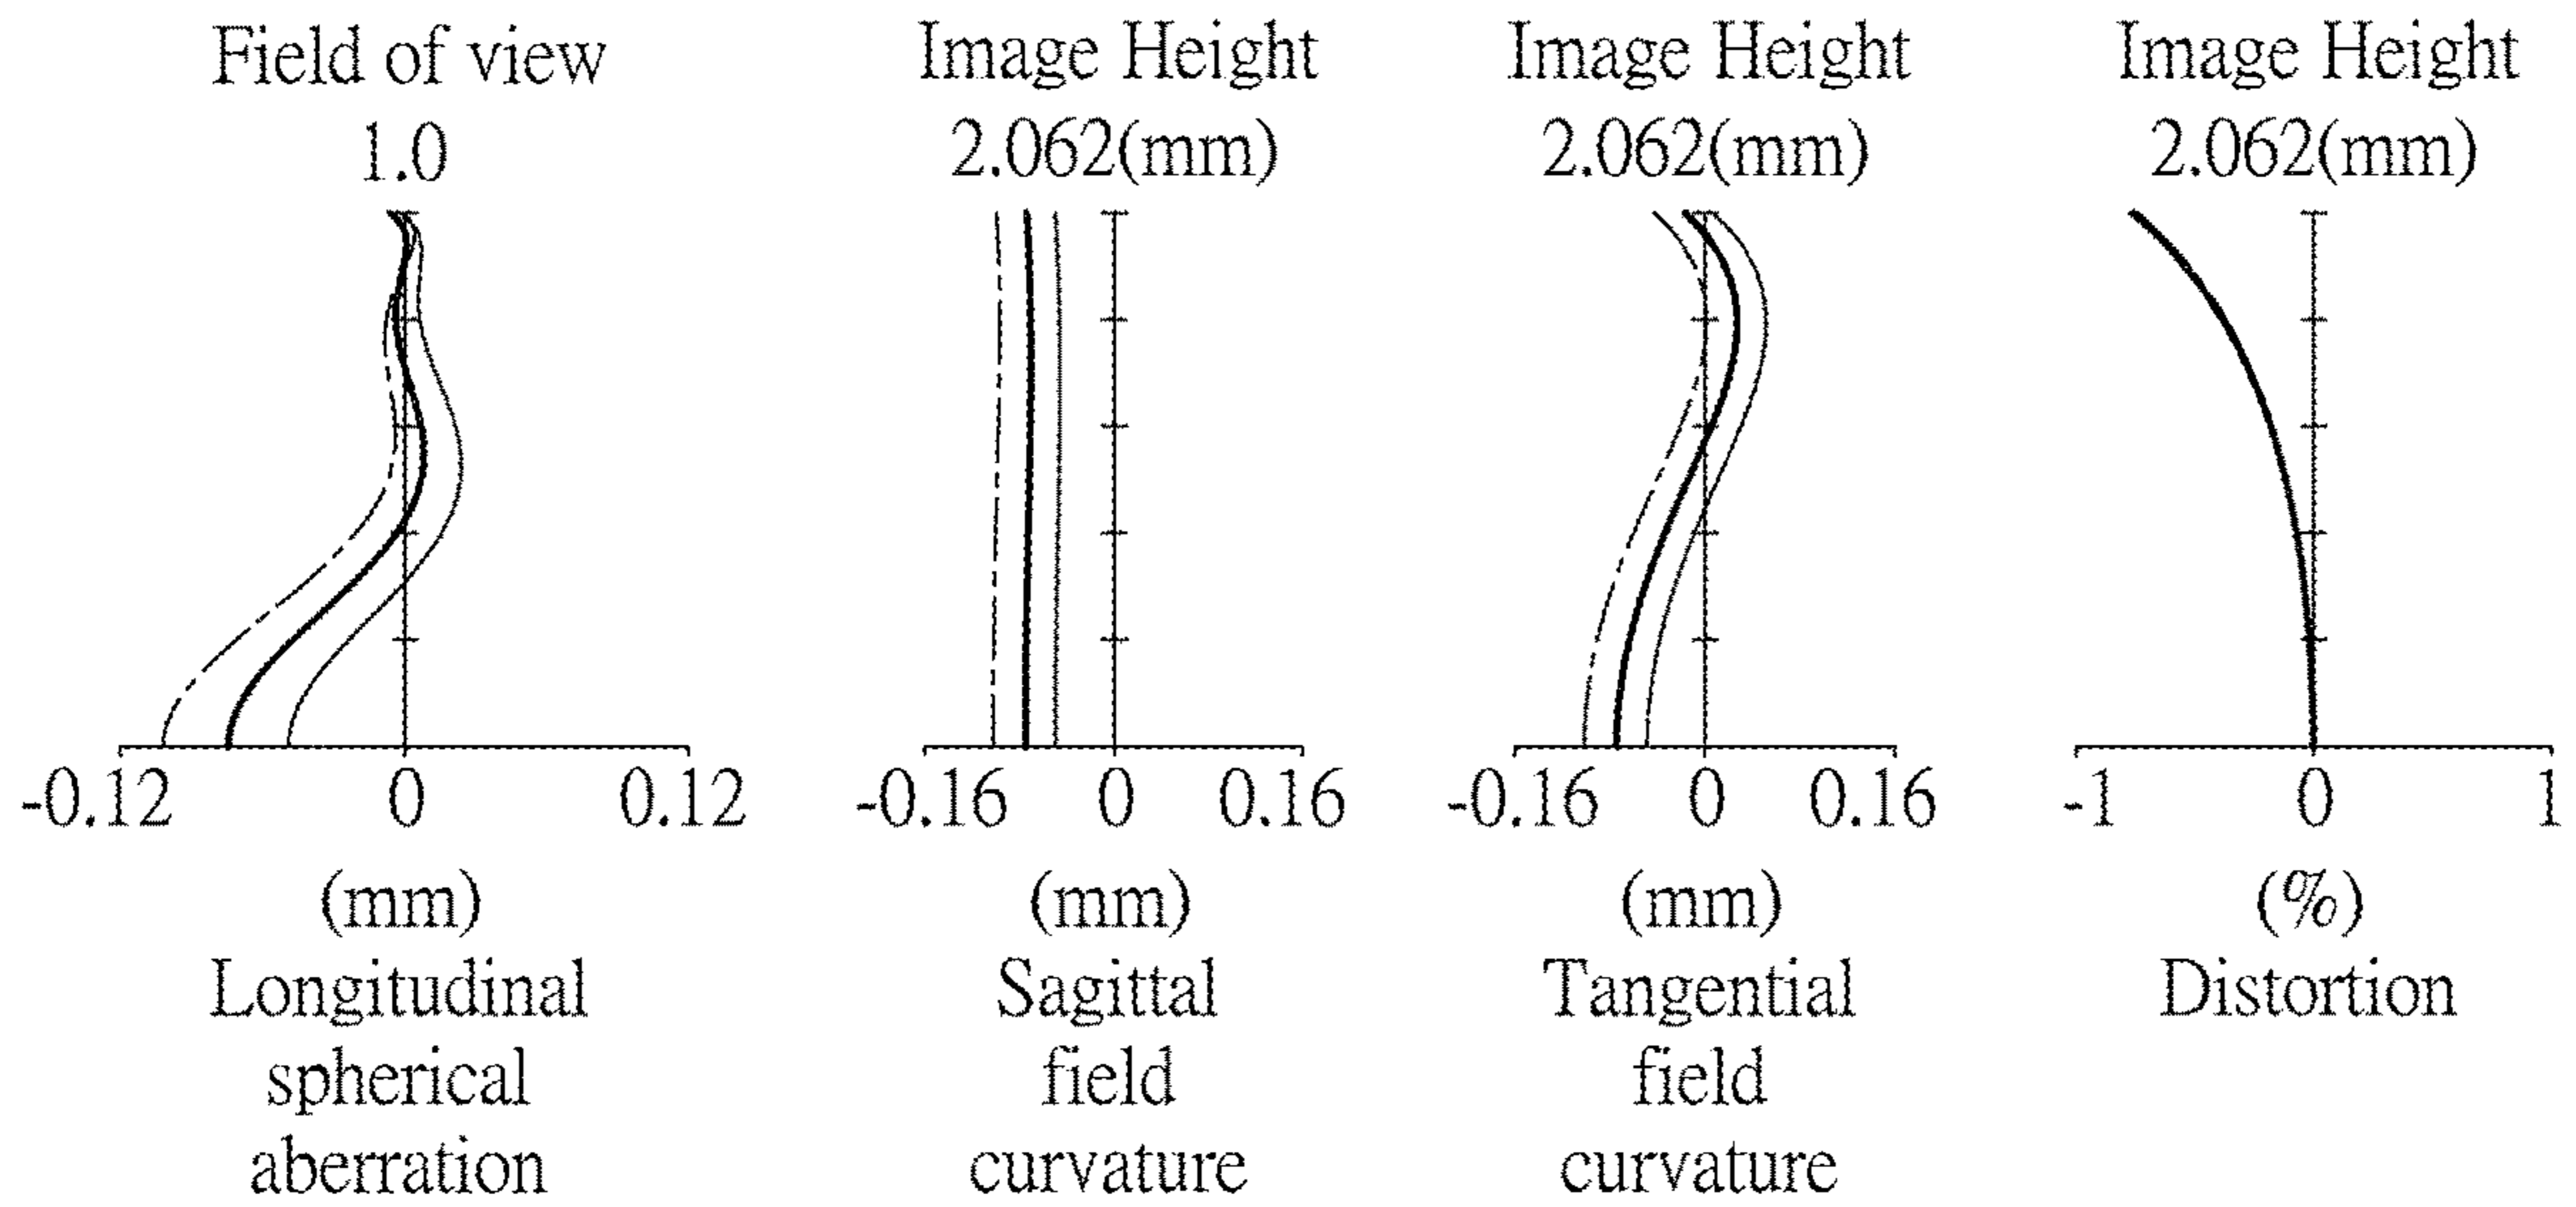 Field of view
1.0
-0.12 0 0.12
(mm)
Longitudinal
spherical
aberration
Image Height
2.062(mm)
-0.16 0 0.16
(mm)
Sagittal
field
curvature
Image Height
2.062(mm)
-0.16 0 0.16
(mm)
Tangential
field
curvature
Image Height
2.062(mm)
-1 0 1
(%)
Distortion